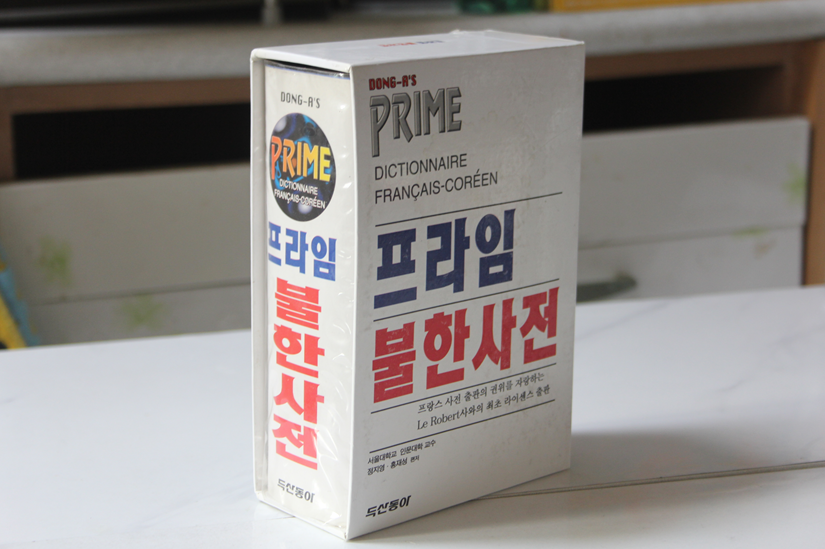 DONG-A'S
PRIME
DICTIONNAIRE
FRANÇAIS-CORÉEN
프라임
불한사전
두산동아
DONG-A'S
PRIME
DICTIONNAIRE
FRANÇAIS-CORÉEN
프라임
불한사전
프랑스 사전 출판의 권위를 자랑하는
Le Robert사와의 最초 라이센스 출판
서울대학교 인문대학 교수
정지영·홍재성 편저
두산동아